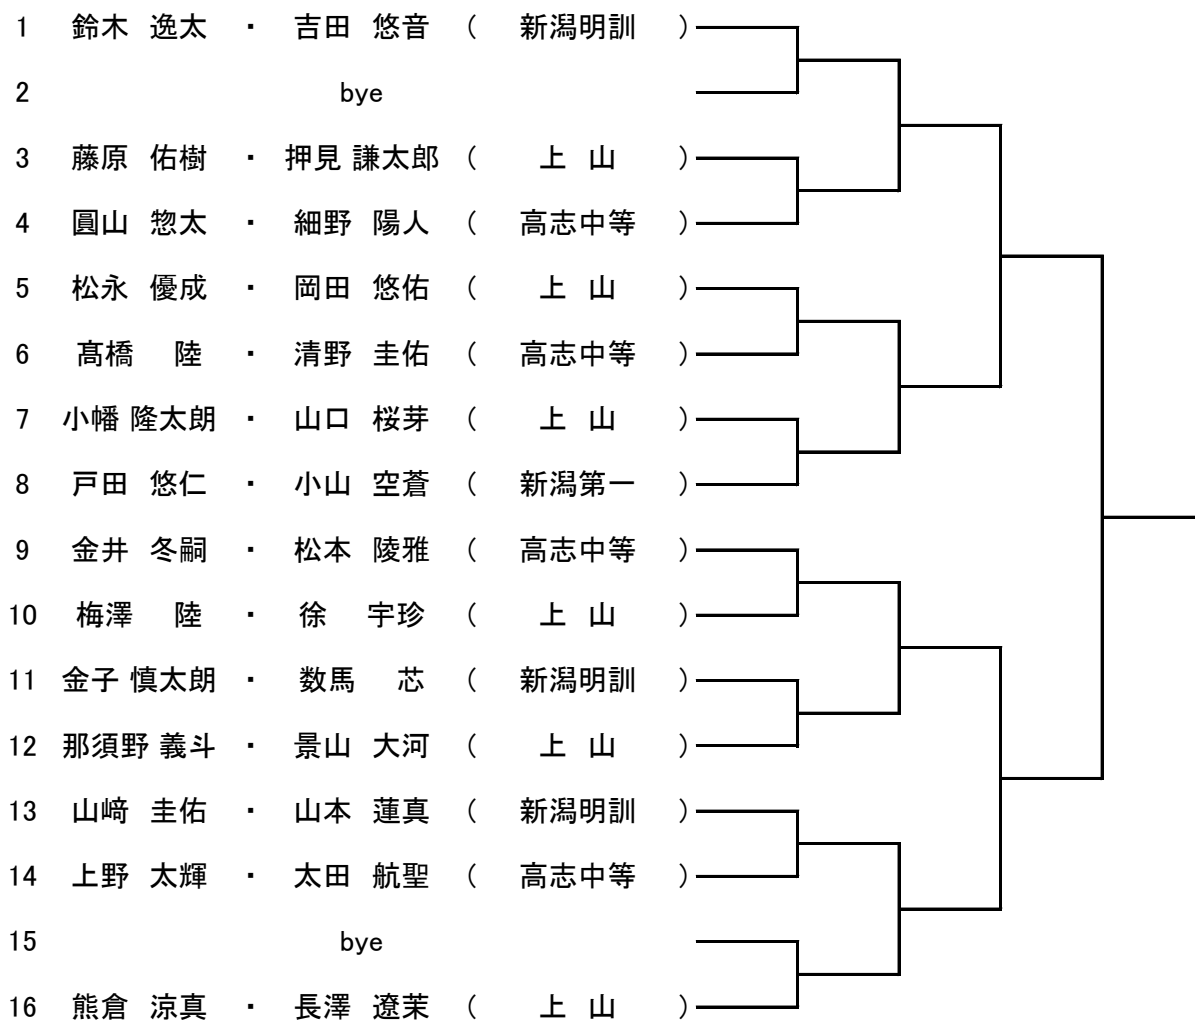 1 鈴木 逸太 ・ 吉田 悠音 ( 新潟明訓 )
2 bye
3 藤原 佑樹 ・ 押見 謙太郎 ( 上 山 )
4 圓山 惣太 ・ 細野 陽人 ( 高志中等 )
5 松永 優成 ・ 岡田 悠佑 ( 上 山 )
6 髙橋 陸 ・ 清野 圭佑 ( 高志中等 )
7 小幡 隆太朗 ・ 山口 桜芽 ( 上 山 )
8 戸田 悠仁 ・ 小山 空蒼 ( 新潟第一 )
9 金井 冬嗣 ・ 松本 陵雅 ( 高志中等 )
10 梅澤 陸 ・ 徐 宇珍 ( 上 山 )
11 金子 慎太朗 ・ 数馬 芯 ( 新潟明訓 )
12 那須野 義斗 ・ 景山 大河 ( 上 山 )
13 山﨑 圭佑 ・ 山本 蓮真 ( 新潟明訓 )
14 上野 太輝 ・ 太田 航聖 ( 高志中等 )
15 bye
16 熊倉 涼真 ・ 長澤 遼茉 ( 上 山 )